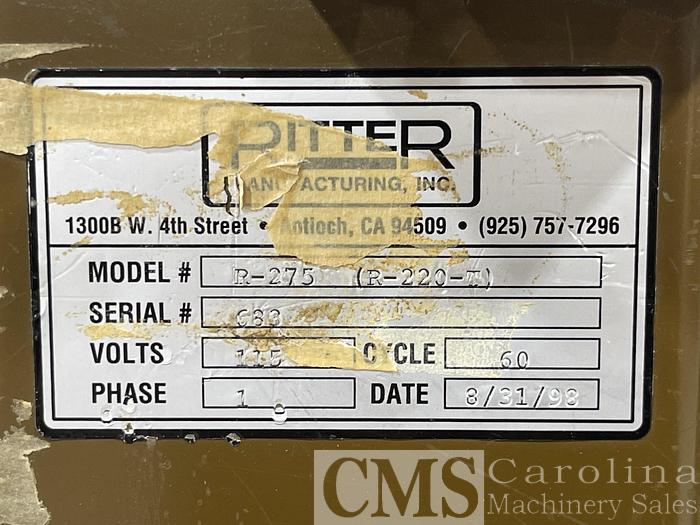 RITTER
MANUFACTURING, INC.
1300B W. 4th Street • Antioch, CA 94509 • (925) 757-7296
MODEL # R-275 (R-220-T)
SERIAL # 683
VOLTS 115 CYCLE 60
PHASE 1 DATE 8/31/98
CMS Carolina
Machinery Sales